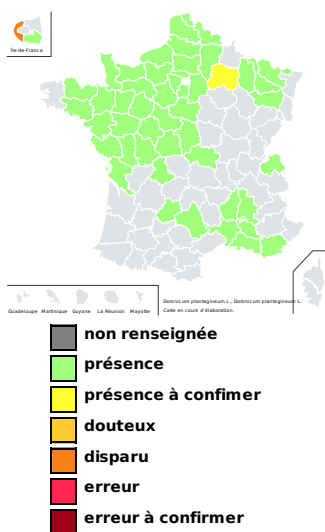 Île-de-France
Guadeloupe Martinique Guyane La Réunion Mayotte
Doronicum plantagineum L., Doronicum plantagineum L.
Carte en cours d'élaboration.
non renseignée
présence
présence à confimer
douteux
disparu
erreur
erreur à confirmer